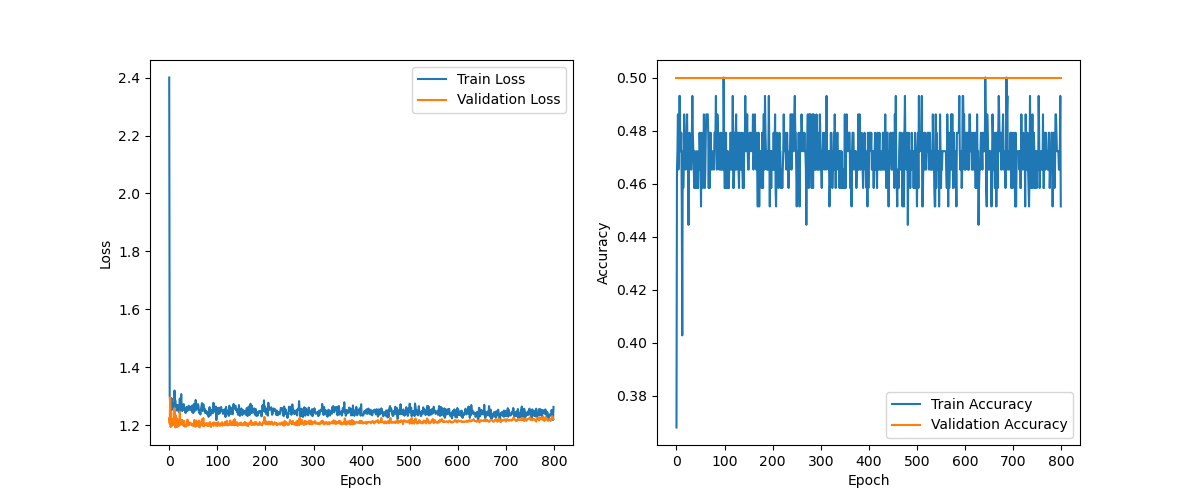 2.4
2.2
2.0
1.8
1.6
1.4
1.2
Loss
0 100 200 300 400 500 600 700 800
Epoch
Train Loss
Validation Loss
0.50
0.48
0.46
0.44
0.42
0.40
0.38
Accuracy
0 100 200 300 400 500 600 700 800
Epoch
Train Accuracy
Validation Accuracy